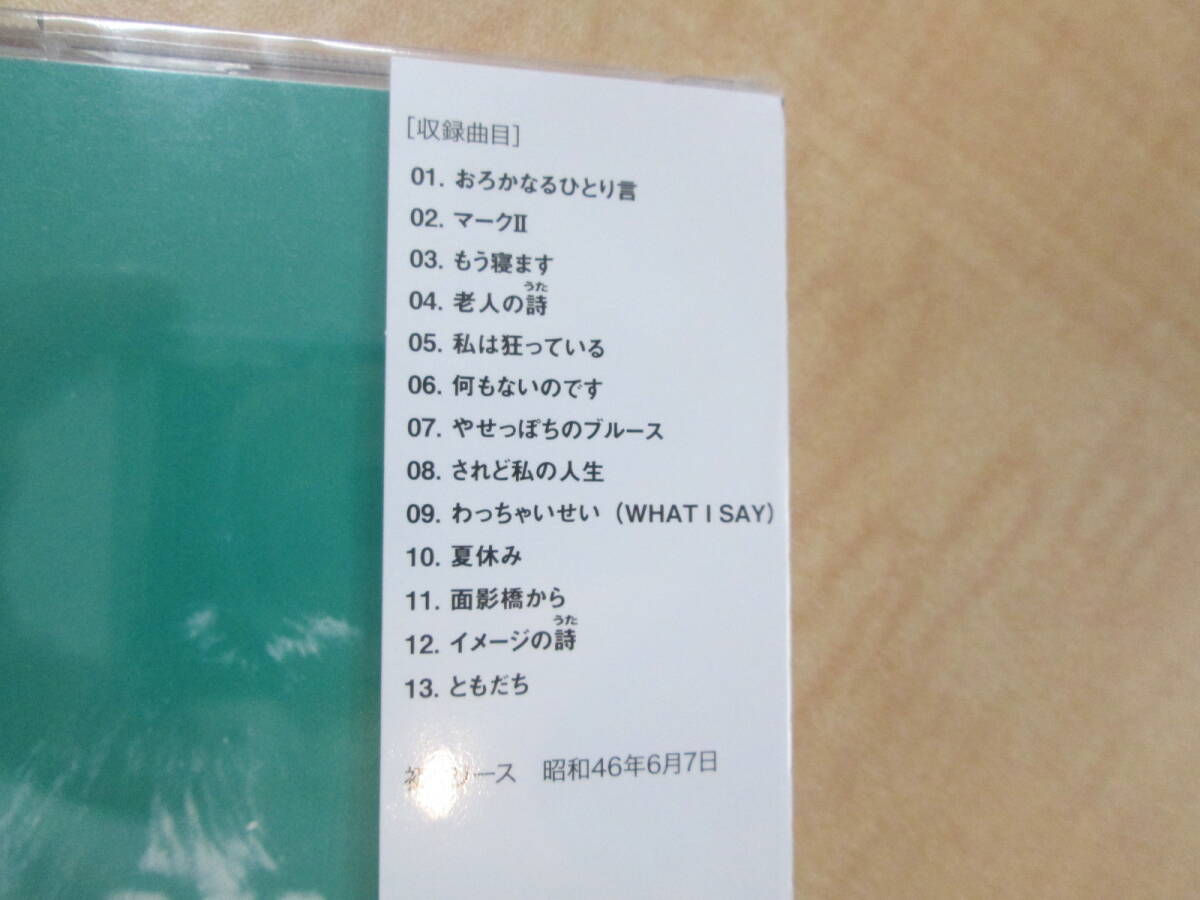 [収録曲目]
01. おろかなるひとり言
02. マークⅡ
03. もう寝ます
04. 老人の詩
うた
05. 私は狂っている
06. 何もないのです
07. やせっぽちのブルース
08. されど私の人生
09. わっちゃいせい（WHAT I SAY）
10. 夏休み
11. 面影橋から
12. イメージの詩
うた
13. ともだち
昭和46年6月7日